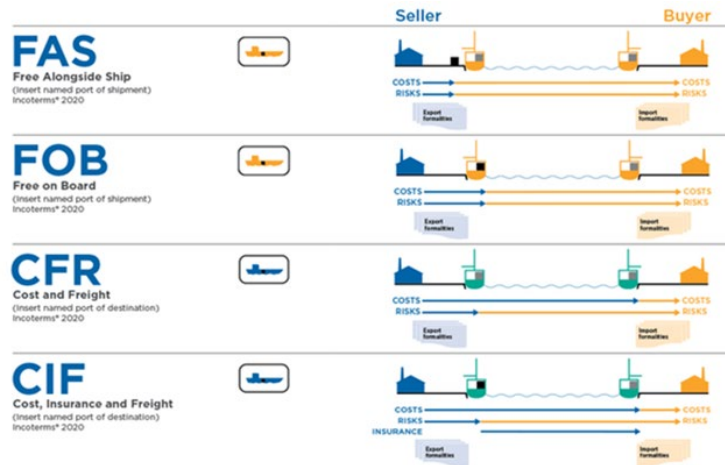 Seller Buyer
FAS
Free Alongside Ship
(Insert named port of shipment)
Incoterms® 2020
COSTS COSTS
RISKS RISKS
Export formalities
Import formalities
FOB
Free on Board
(Insert named port of shipment)
Incoterms® 2020
COSTS COSTS
RISKS RISKS
Export formalities
Import formalities
CFR
Cost and Freight
(Insert named port of destination)
Incoterms® 2020
COSTS COSTS
RISKS RISKS
Export formalities
Import formalities
CIF
Cost, Insurance and Freight
(Insert named port of destination)
Incoterms® 2020
COSTS COSTS
RISKS RISKS
INSURANCE
Export formalities
Import formalities